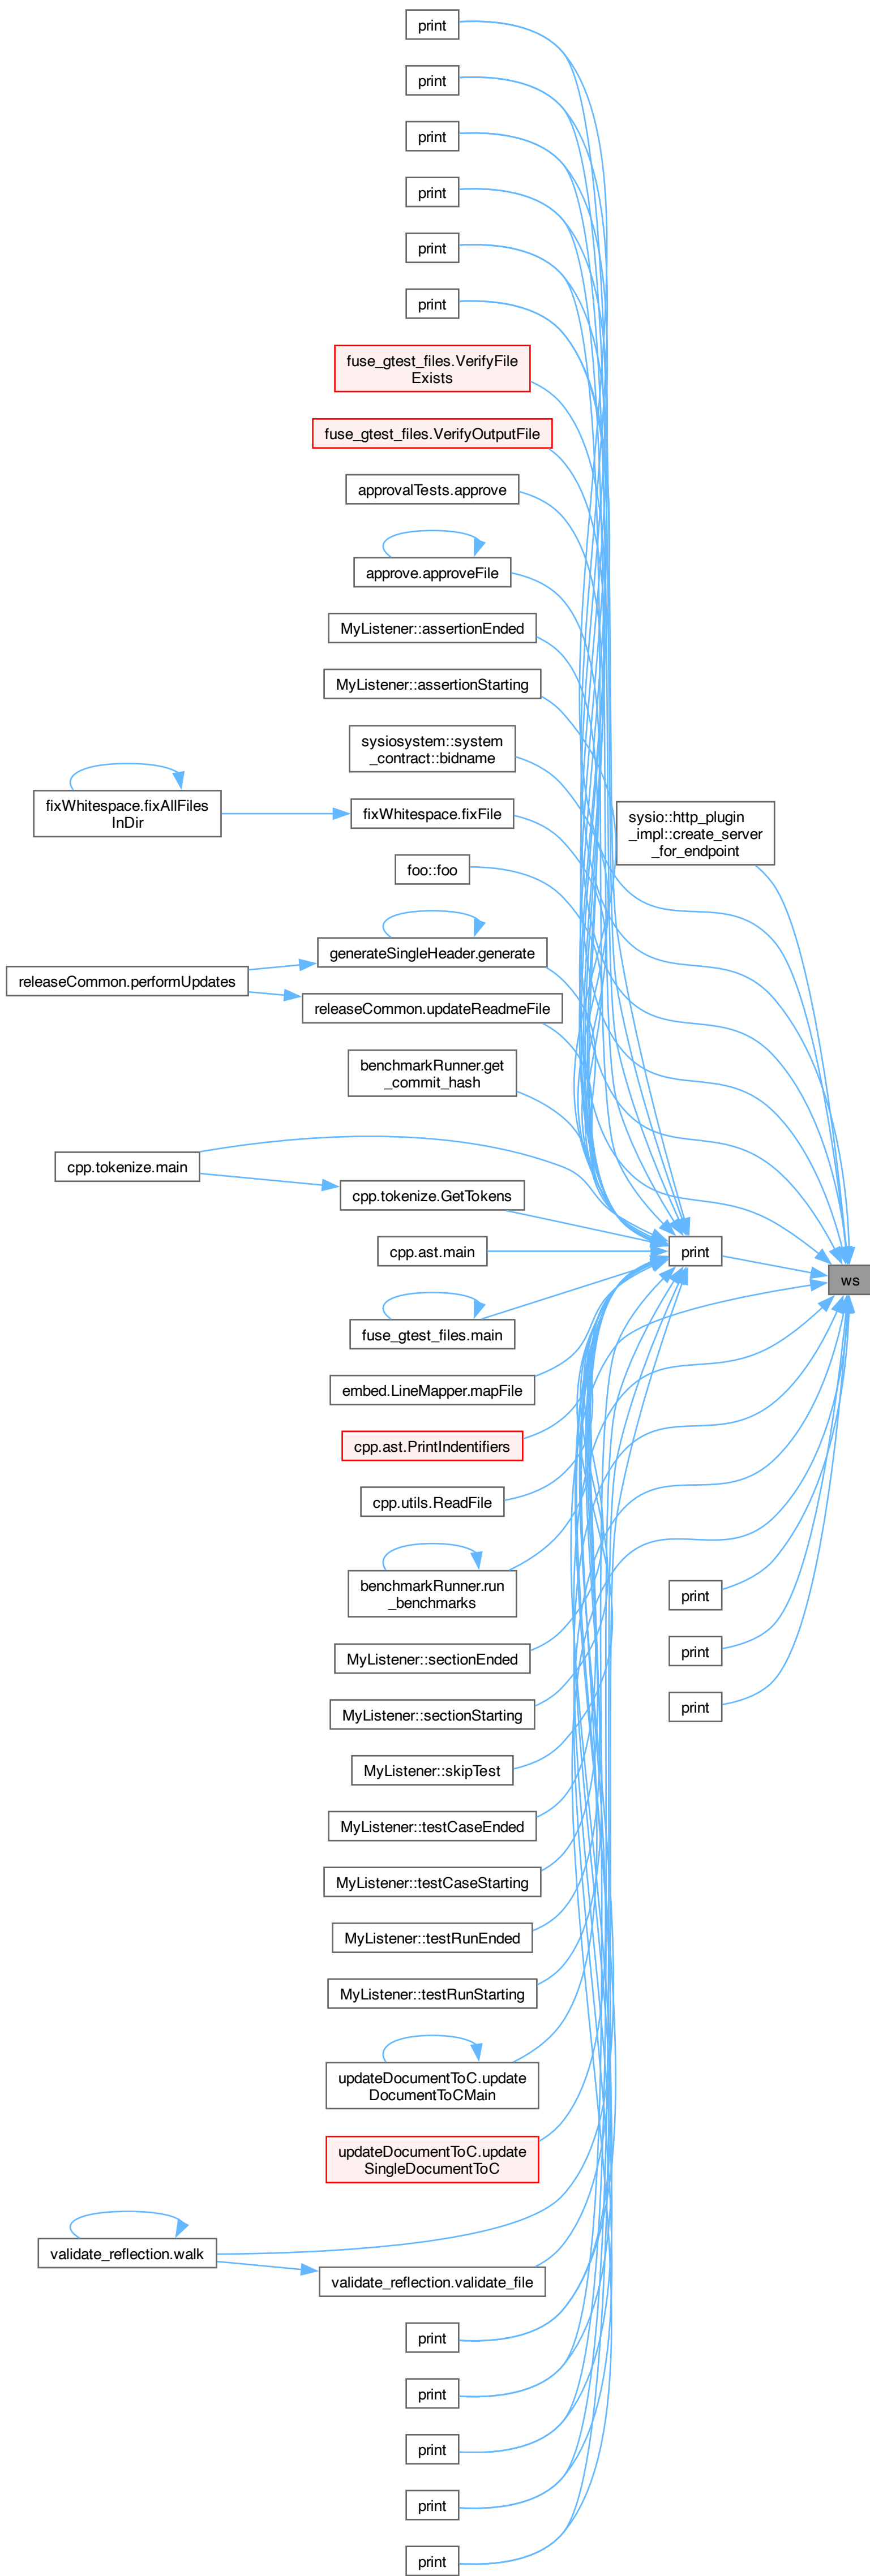 print
print
print
print
print
print
fuse_gtest_files.VerifyFile
Exists
fuse_gtest_files.VerifyOutputFile
approvalTests.approve
approve.approveFile
MyListener::assertionEnded
MyListener::assertionStarting
sysiosystem::system
_contract::bidname
fixWhitespace.fixAllFiles
InDir
fixWhitespace.fixFile
sysio::http_plugin
_impl::create_server
_for_endpoint
foo::foo
generateSingleHeader.generate
releaseCommon.performUpdates
releaseCommon.updateReadmeFile
benchmarkRunner.get
_commit_hash
cpp.tokenize.main
cpp.tokenize.GetTokens
cpp.ast.main
print
ws
fuse_gtest_files.main
embed.LineMapper.mapFile
cpp.ast.PrintIndentifiers
cpp.utils.ReadFile
benchmarkRunner.run
_benchmarks
print
MyListener::sectionEnded
print
MyListener::sectionStarting
print
MyListener::skipTest
MyListener::testCaseEnded
MyListener::testCaseStarting
MyListener::testRunEnded
MyListener::testRunStarting
updateDocumentToC.update
DocumentToCMain
updateDocumentToC.update
SingleDocumentToC
validate_reflection.walk
validate_reflection.validate_file
print
print
print
print
print